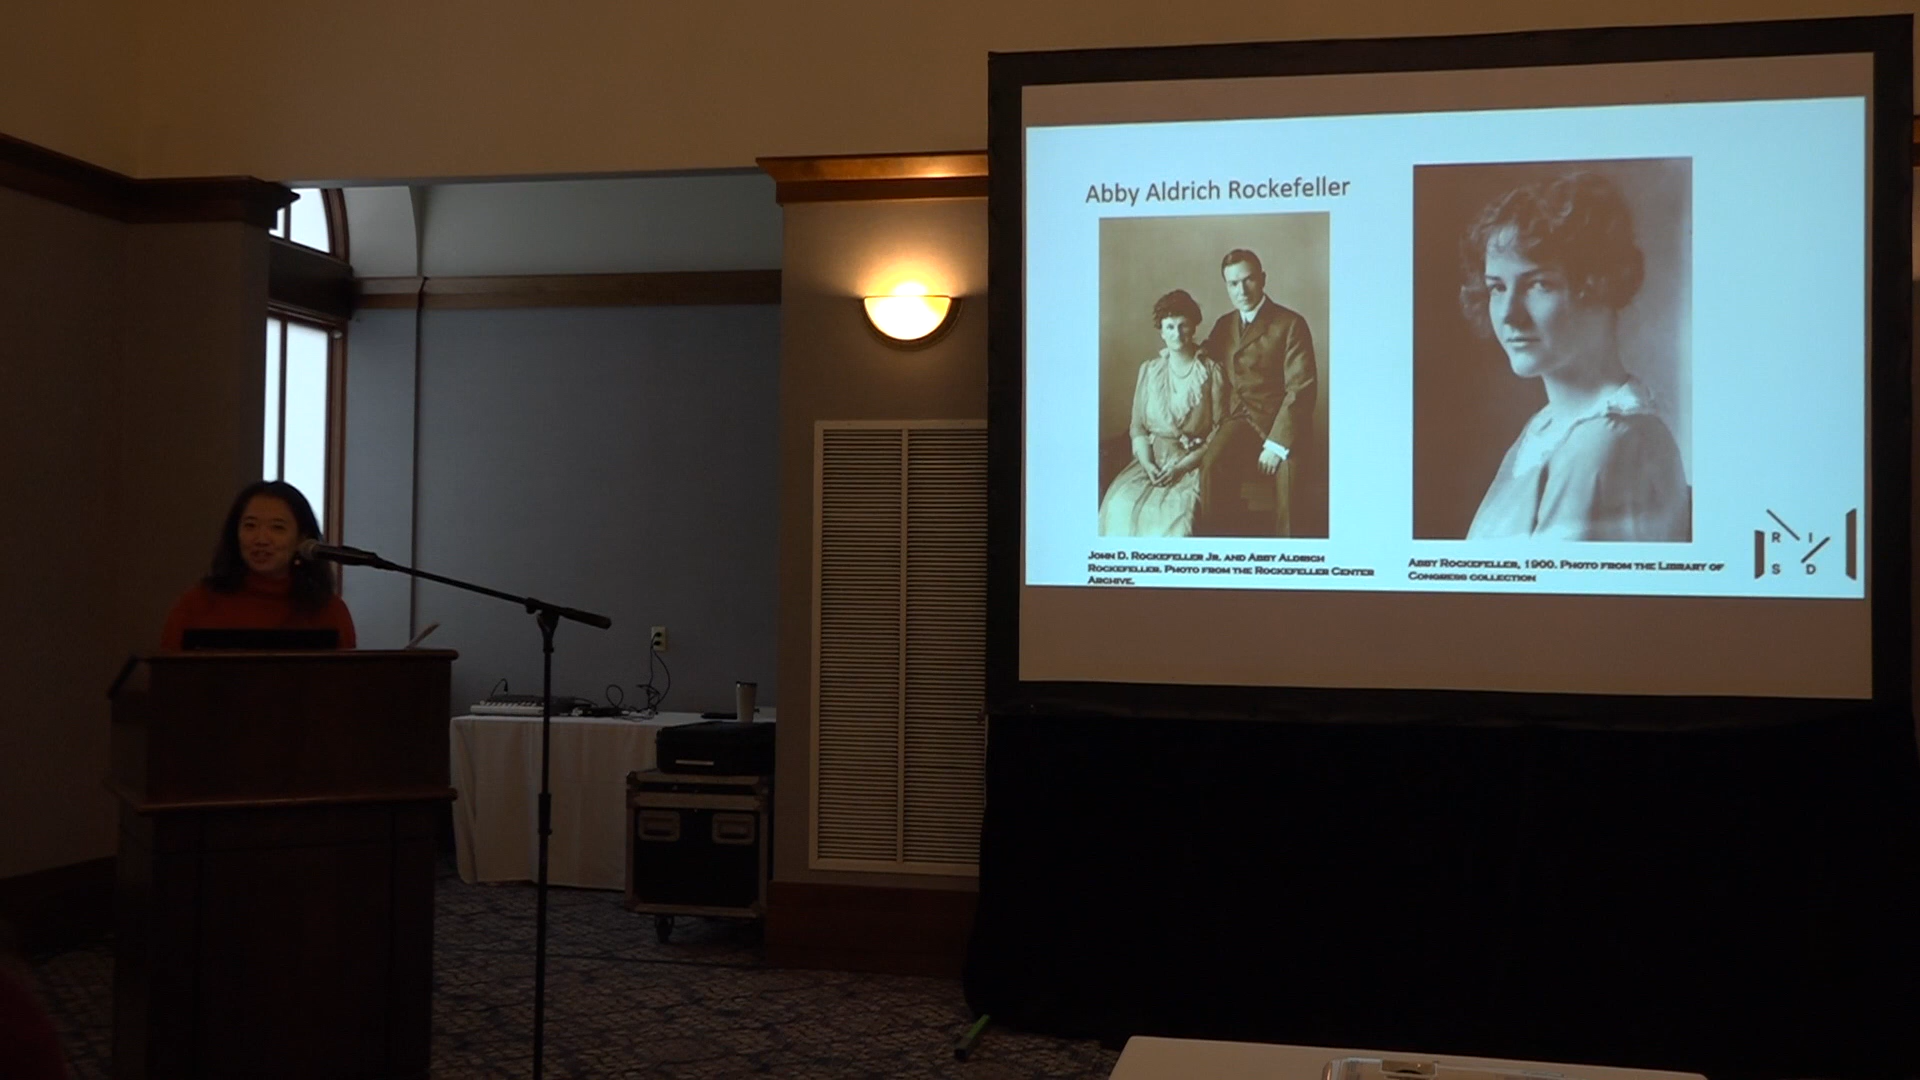 Abby Aldrich Rockefeller
John D. Rockefeller Jr. and Abby Aldrich
Rockefeller. Photo from the Rockefeller Center
Archive.
Abby Rockefeller, 1900. Photo from the Library of
Congress collection
R I
S D